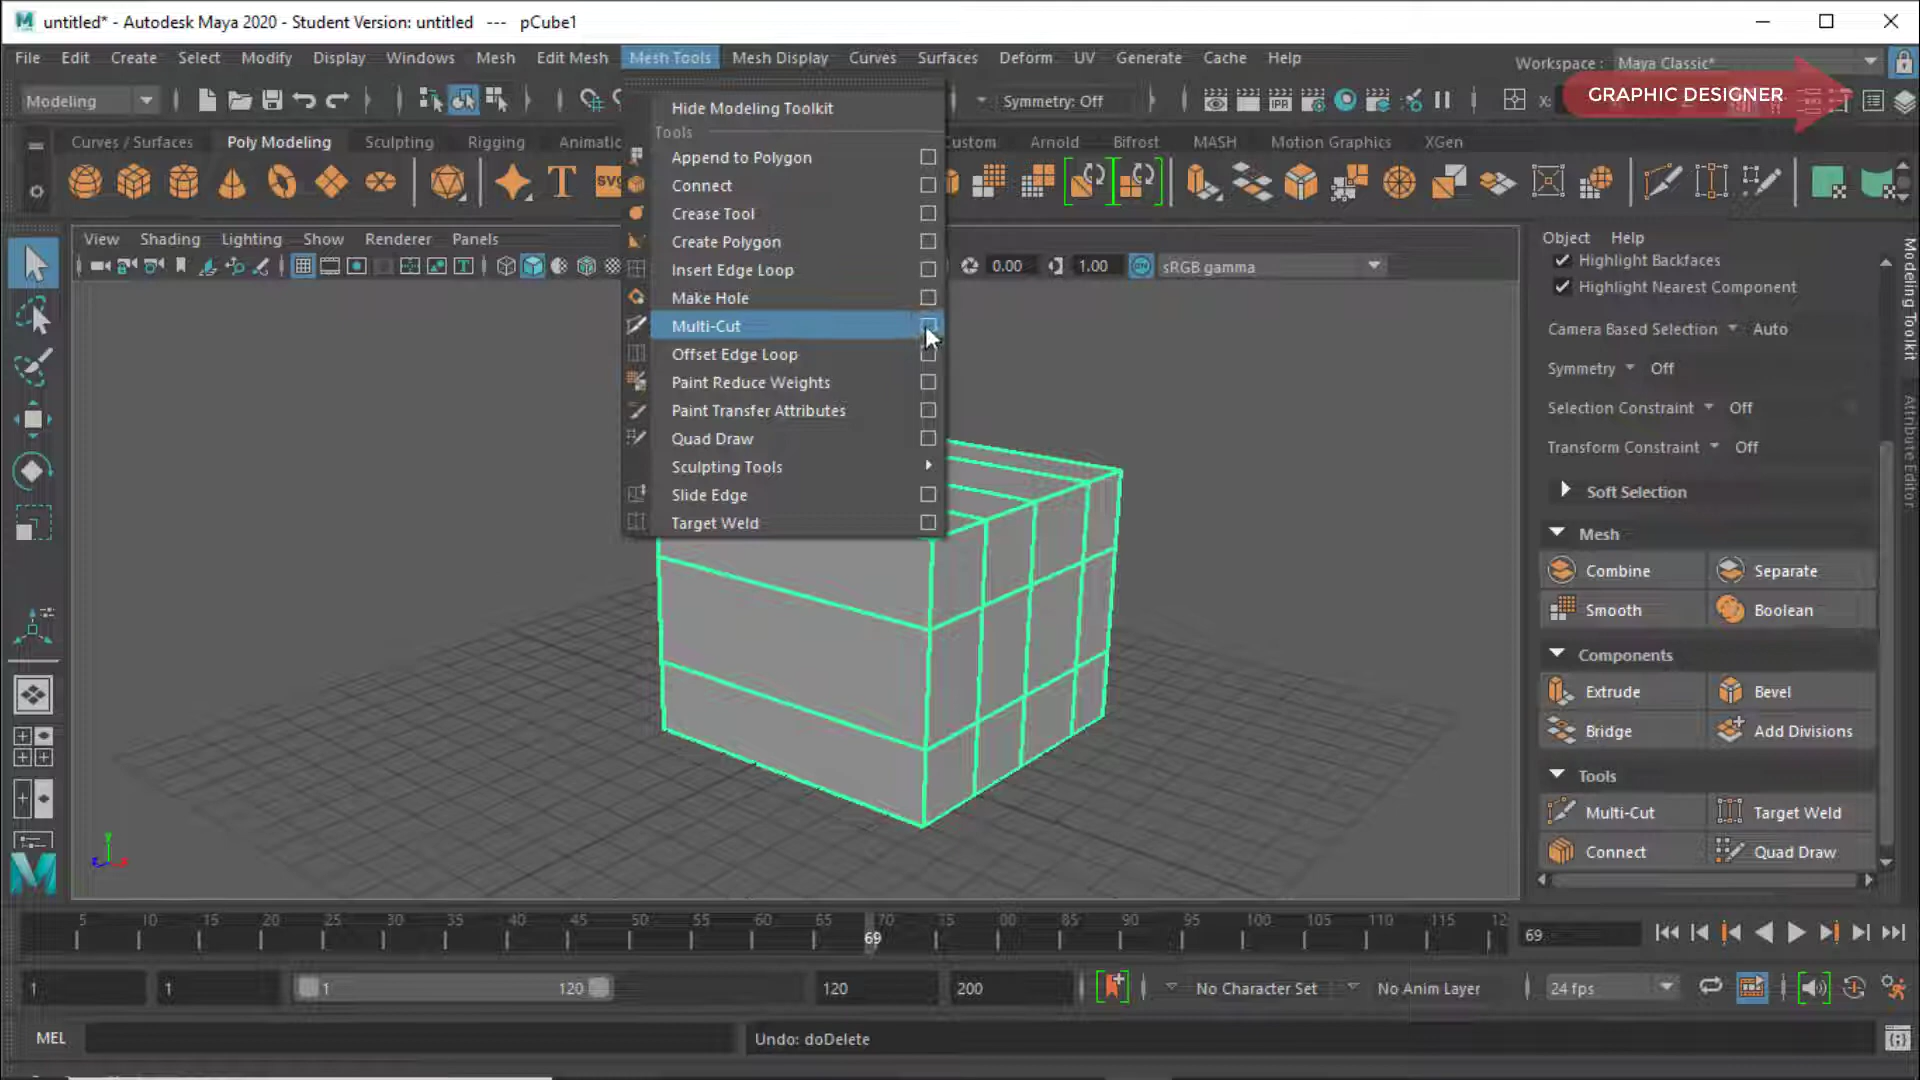 untitled* - Autodesk Maya 2020 - Student Version: untitled --- pCube1
File Edit Create Select Modify Display Windows Mesh Edit Mesh Mesh Tools Mesh Display Curves Surfaces Deform UV Generate Cache Help
Workspace : Maya Classic*
Modeling
Symmetry: Off
IPR
X:
GRAPHIC DESIGNER
Curves / Surfaces Poly Modeling Sculpting Rigging Animatic Custom Arnold Bifrost MASH Motion Graphics XGen
T SVG
View Shading Lighting Show Renderer Panels
0.00 1.00 ON sRGB gamma
Hide Modeling Toolkit
Tools
Append to Polygon
Connect
Crease Tool
Create Polygon
Insert Edge Loop
Make Hole
Multi-Cut
Offset Edge Loop
Paint Reduce Weights
Paint Transfer Attributes
Quad Draw
Sculpting Tools
Slide Edge
Target Weld
Object Help
Highlight Backfaces
Highlight Nearest Component
Camera Based Selection Auto
Symmetry Off
Selection Constraint Off
Transform Constraint Off
Soft Selection
Mesh
Combine Separate
Smooth Boolean
Components
Extrude Bevel
Bridge Add Divisions
Tools
Multi-Cut Target Weld
Connect Quad Draw
Modeling Toolkit
Attribute Editor
5 10 15 20 25 30 35 40 45 50 55 60 65 70 75 80 85 90 95 100 105 110 115 12
69
69
1 1 1 120 120 200 No Character Set No Anim Layer 24 fps
MEL Undo: doDelete